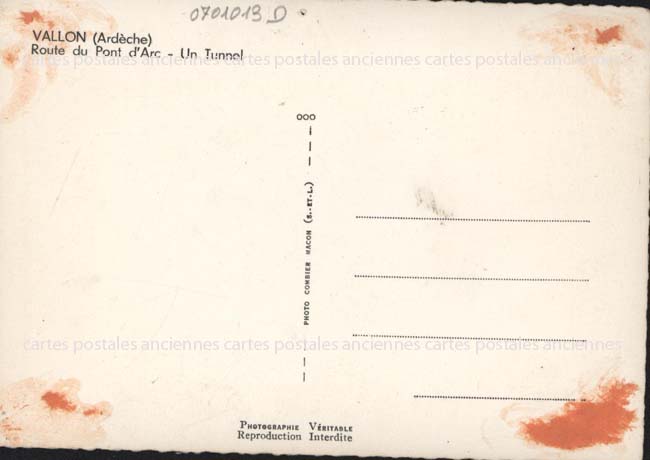 0701013 D
VALLON (Ardèche)
Route du Pont d'Arc - Un Tunnel
cartes postales anciennes cartes postales anciennes cartes postales anciennes
ooo
PHOTO COMBIER MACON (S.-ET-L.)
cartes postales anciennes cartes postales anciennes cartes postales anciennes
PHOTOGRAPHIE VÉRITABLE
Reproduction Interdite